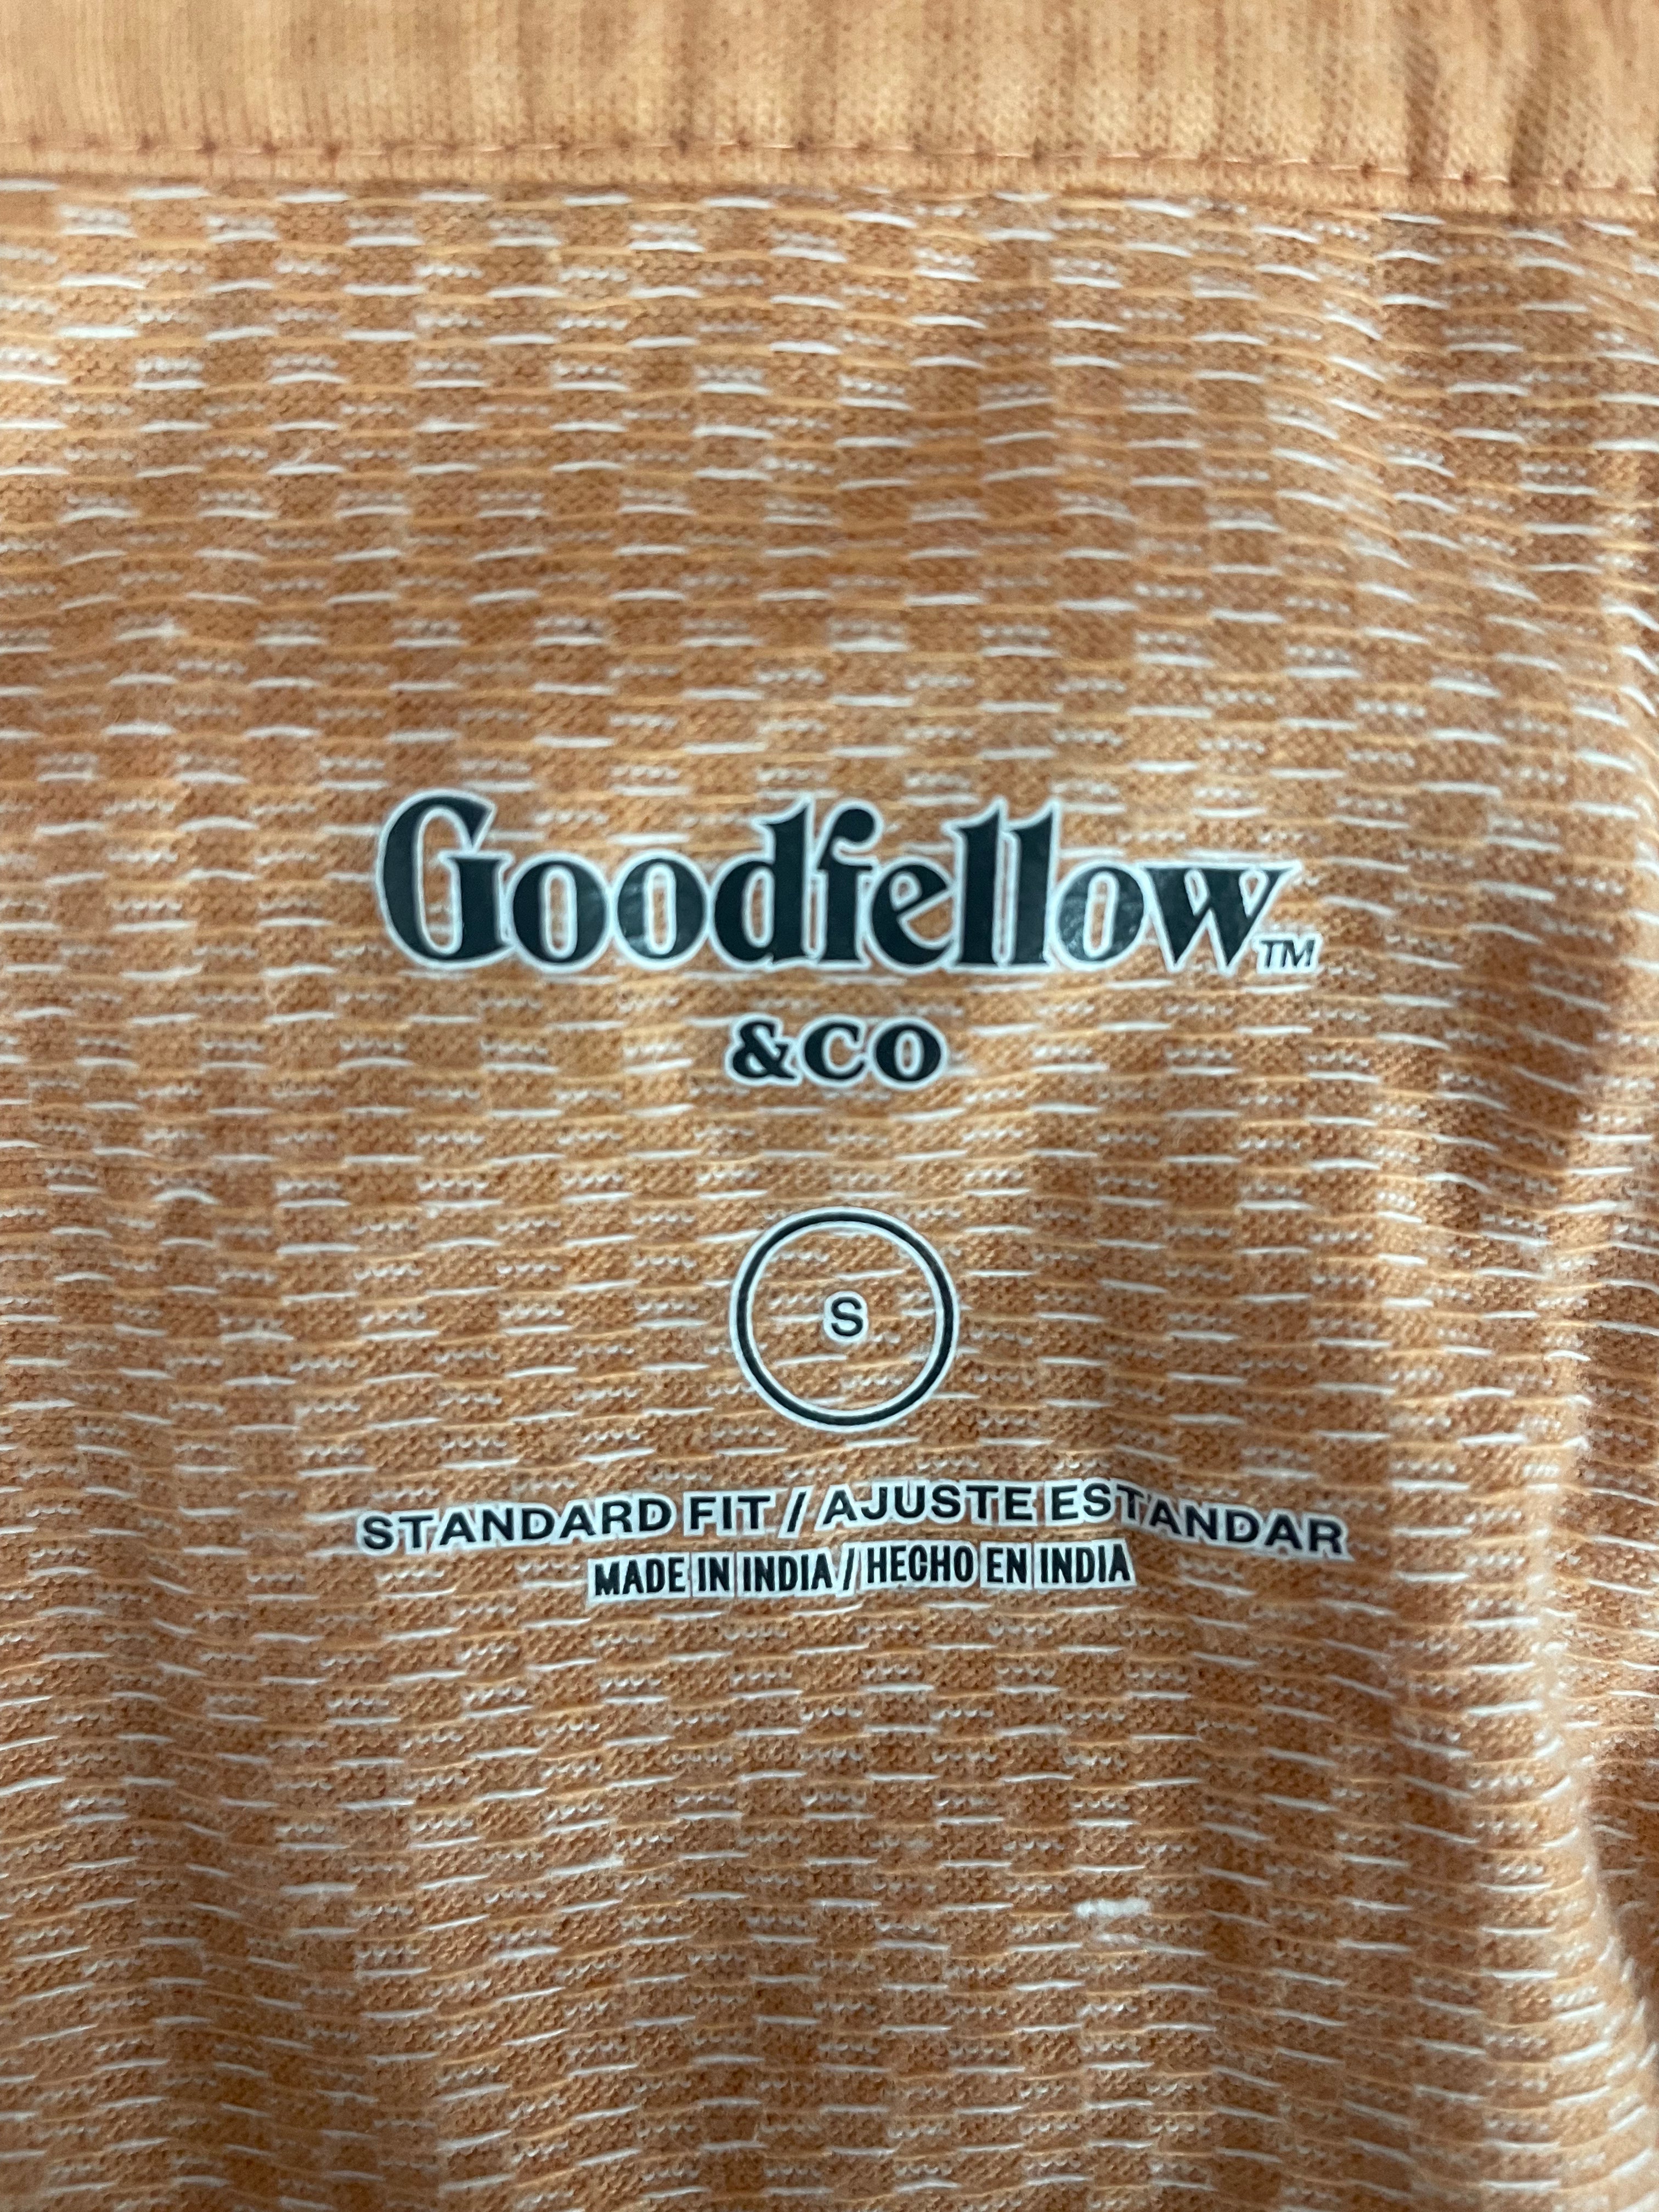 Goodfellow™
&CO
S
STANDARD FIT / AJUSTE ESTANDAR
MADE IN INDIA / HECHO EN INDIA